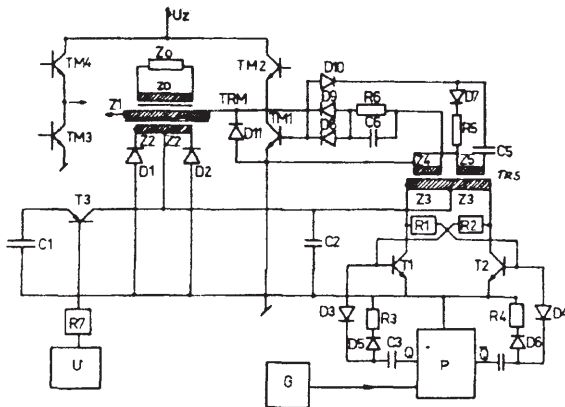 Uz
TM4
Zo
TM2
D10
zo
Z1
TRM
TM1
D9
R6
D7
TM3
D8
C6
R5
D11
C5
Z2
Z2
Z4
Z5
D1
D2
TRS
Z3
Z3
T3
R1
R2
C1
C2
T1
T2
D3
R3
R4
D4
R7
D5
C3
Q
P
Q̅
D6
U
G